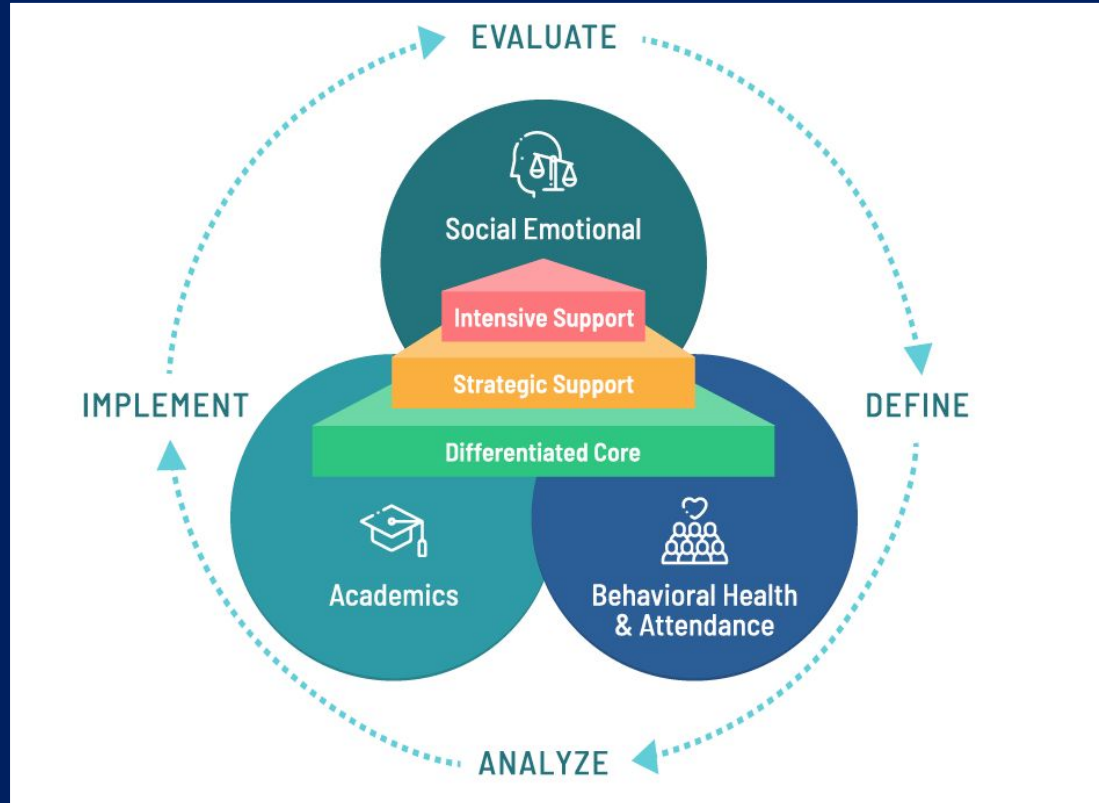 EVALUATE
Social Emotional
Intensive Support
Strategic Support
IMPLEMENT
DEFINE
Differentiated Core
Academics
Behavioral Health
& Attendance
ANALYZE